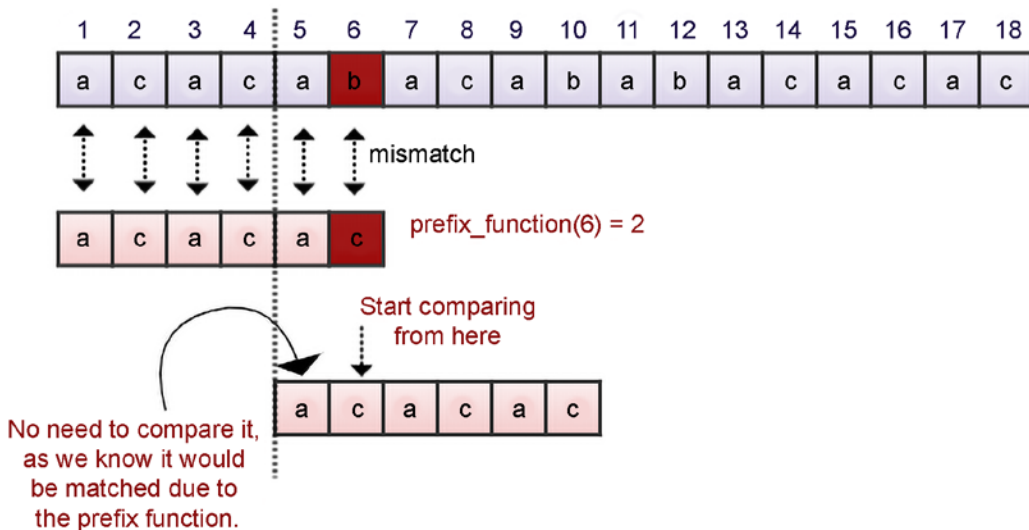 1 2 3 4 5 6 7 8 9 10 11 12 13 14 15 16 17 18
a c a c a b a c a b a b a c a c a c
mismatch
a c a c a c
prefix_function(6) = 2
Start comparing
from here
a c a c a c
No need to compare it,
as we know it would
be matched due to
the prefix function.